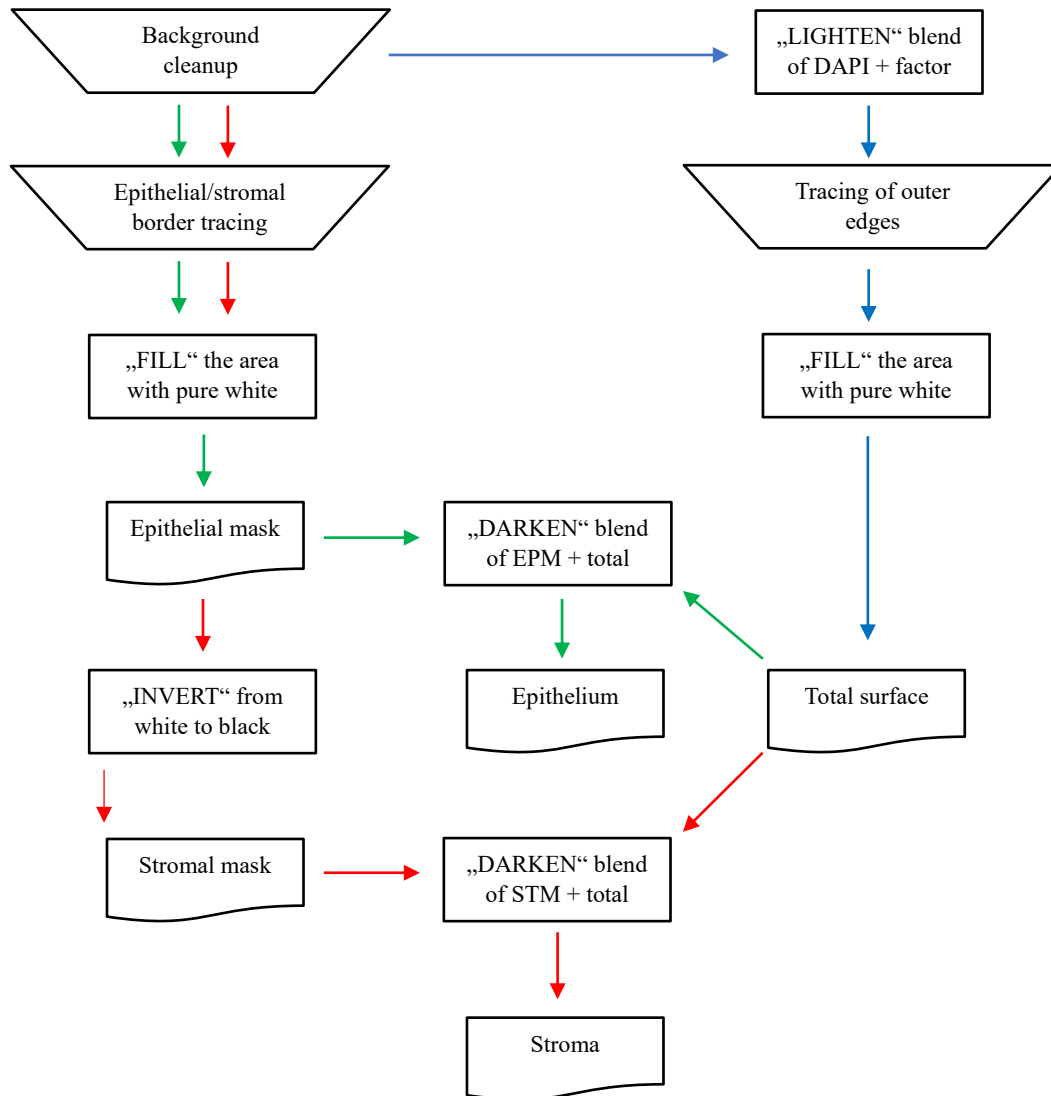 Background
cleanup
„LIGHTEN“ blend
of DAPI + factor
Epithelial/stromal
border tracing
Tracing of outer
edges
„FILL“ the area
with pure white
„FILL“ the area
with pure white
Epithelial mask
„DARKEN“ blend
of EPM + total
„INVERT“ from
white to black
Epithelium
Total surface
Stromal mask
„DARKEN“ blend
of STM + total
Stroma